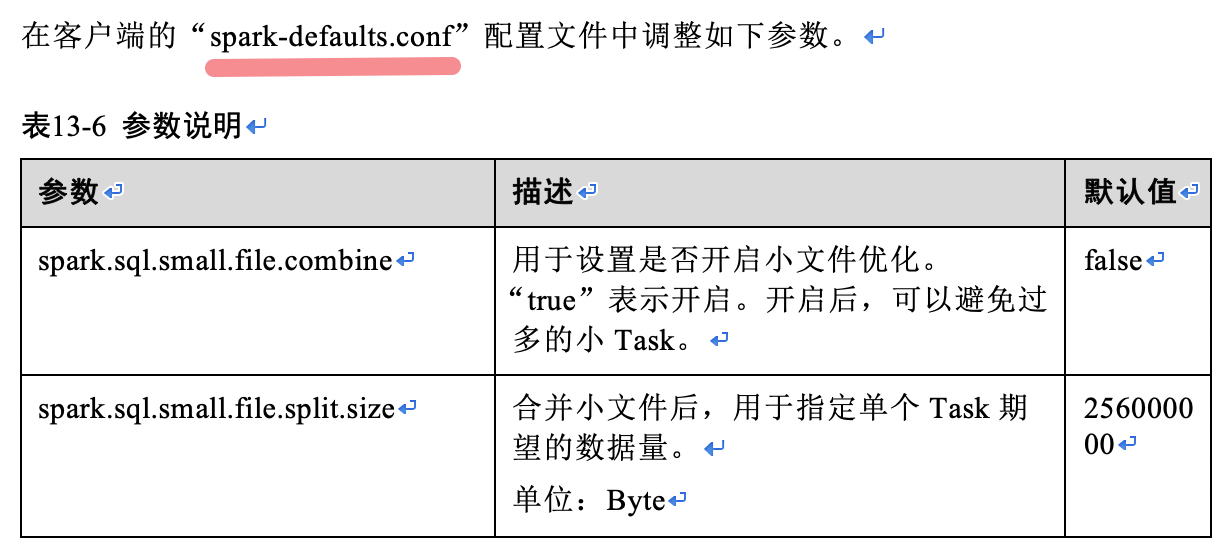 在客户端的“spark-defaults.conf”配置文件中调整如下参数。
表13-6 参数说明
参数
描述
默认值
spark.sql.small.file.combine
用于设置是否开启小文件优化。
“true”表示开启。开启后，可以避免过
多的小 Task。
false
spark.sql.small.file.split.size
合并小文件后，用于指定单个 Task 期
望的数据量。
单位：Byte
2560000
00